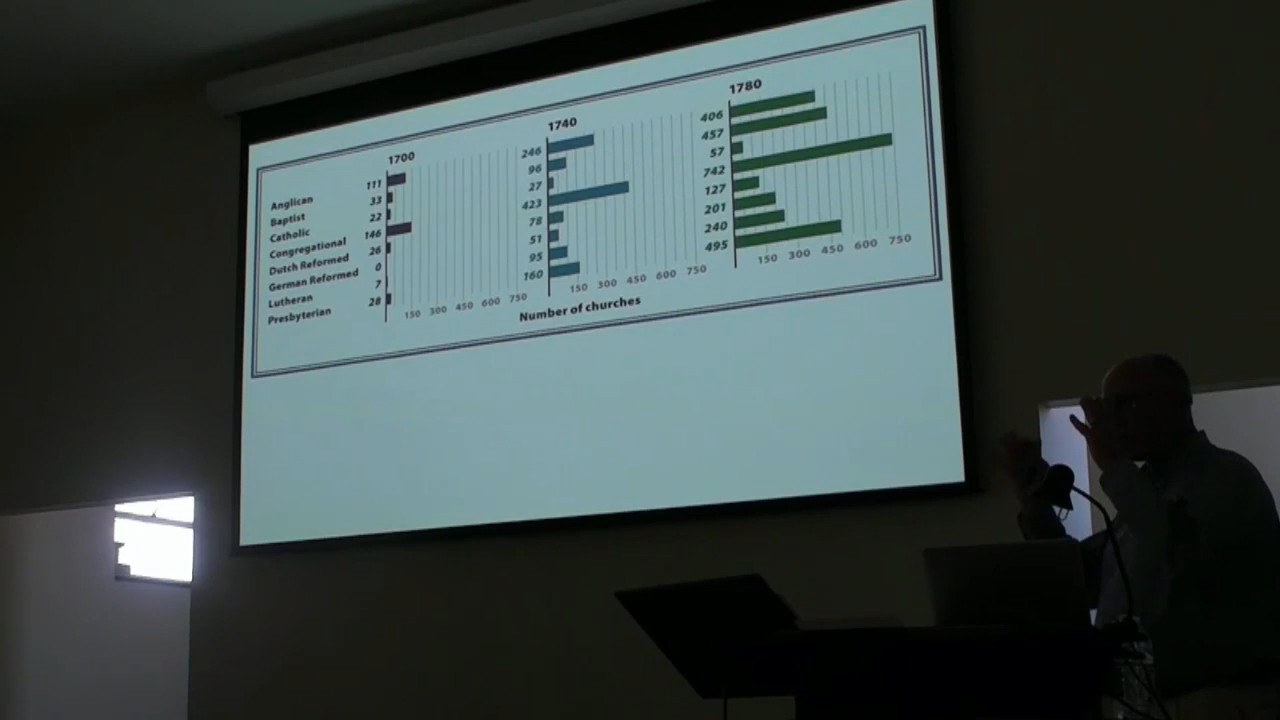 1700
1740
1780
Anglican 111 246 406
Baptist 33 96 457
Catholic 22 27 57
Congregational 146 423 742
Dutch Reformed 26 78 127
German Reformed 0 51 201
Lutheran 7 95 240
Presbyterian 28 160 495
150 300 450 600 750
150 300 450 600 750
150 300 450 600 750
Number of churches